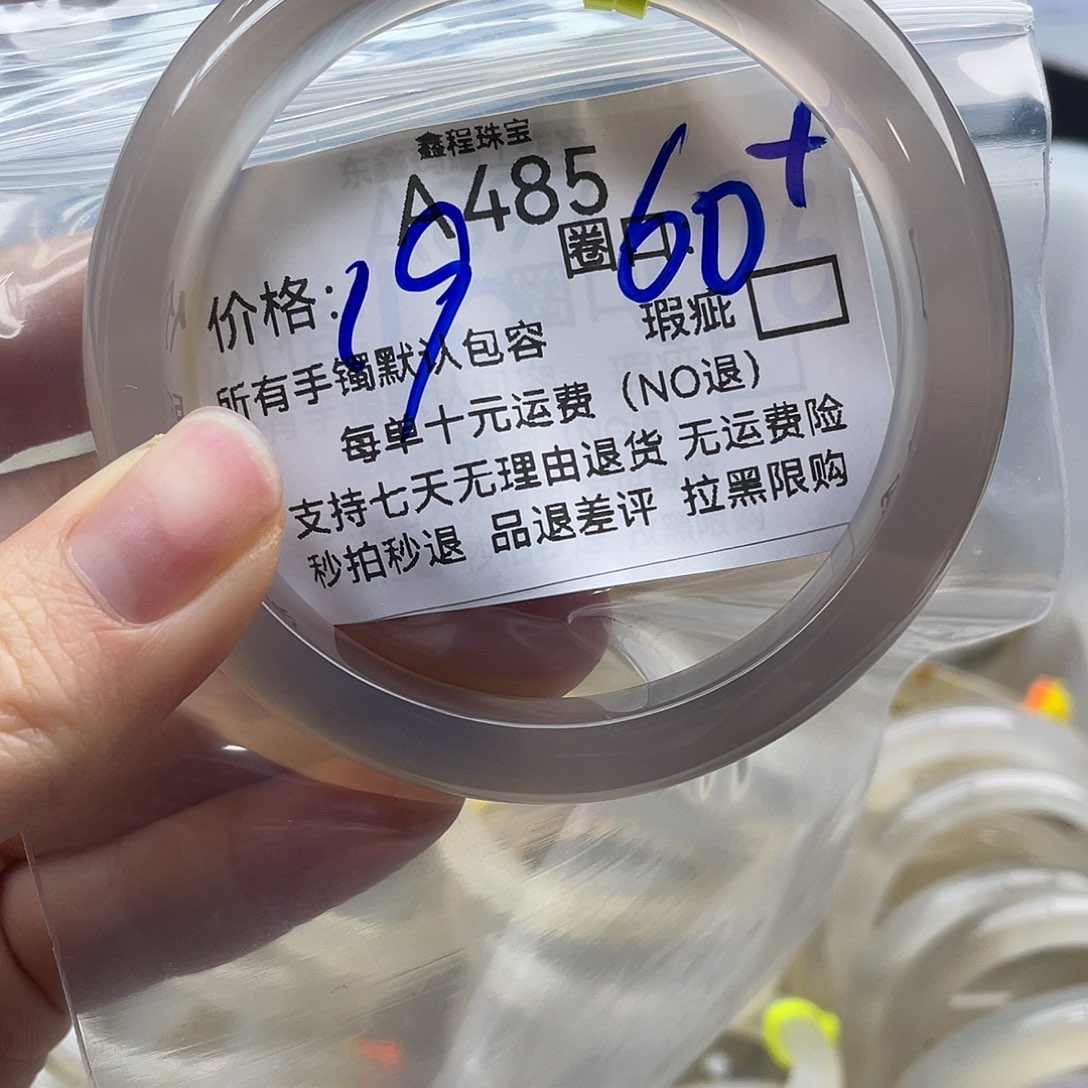 鑫程珠宝
A485
圈口: 60+
价格: 19
瑕疵
所有手镯默认包容
每单十元运费（NO退）
支持七天无理由退货 无运费险
秒拍秒退 品退差评 拉黑限购